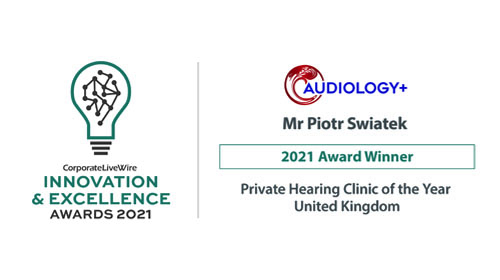 CorporateLiveWire
INNOVATION
& EXCELLENCE
AWARDS 2021
AUDIOLOGY+
Mr Piotr Swiatek
2021 Award Winner
Private Hearing Clinic of the Year
United Kingdom